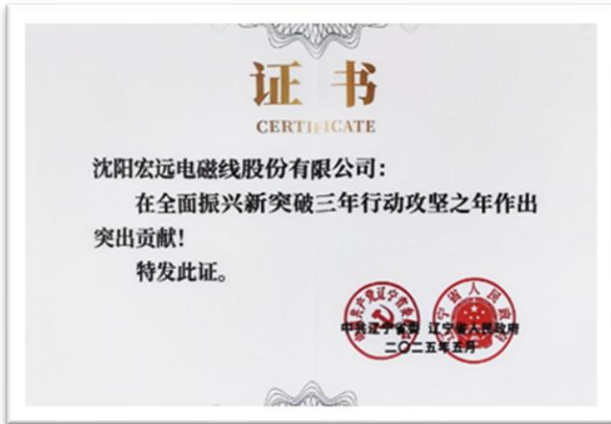 证书
CERTIFICATE
沈阳宏远电磁线股份有限公司：
在全面振兴新突破三年行动攻坚之年作出
突出贡献！
特发此证。
中共辽宁省委 辽宁省人民政府
二〇二五年五月